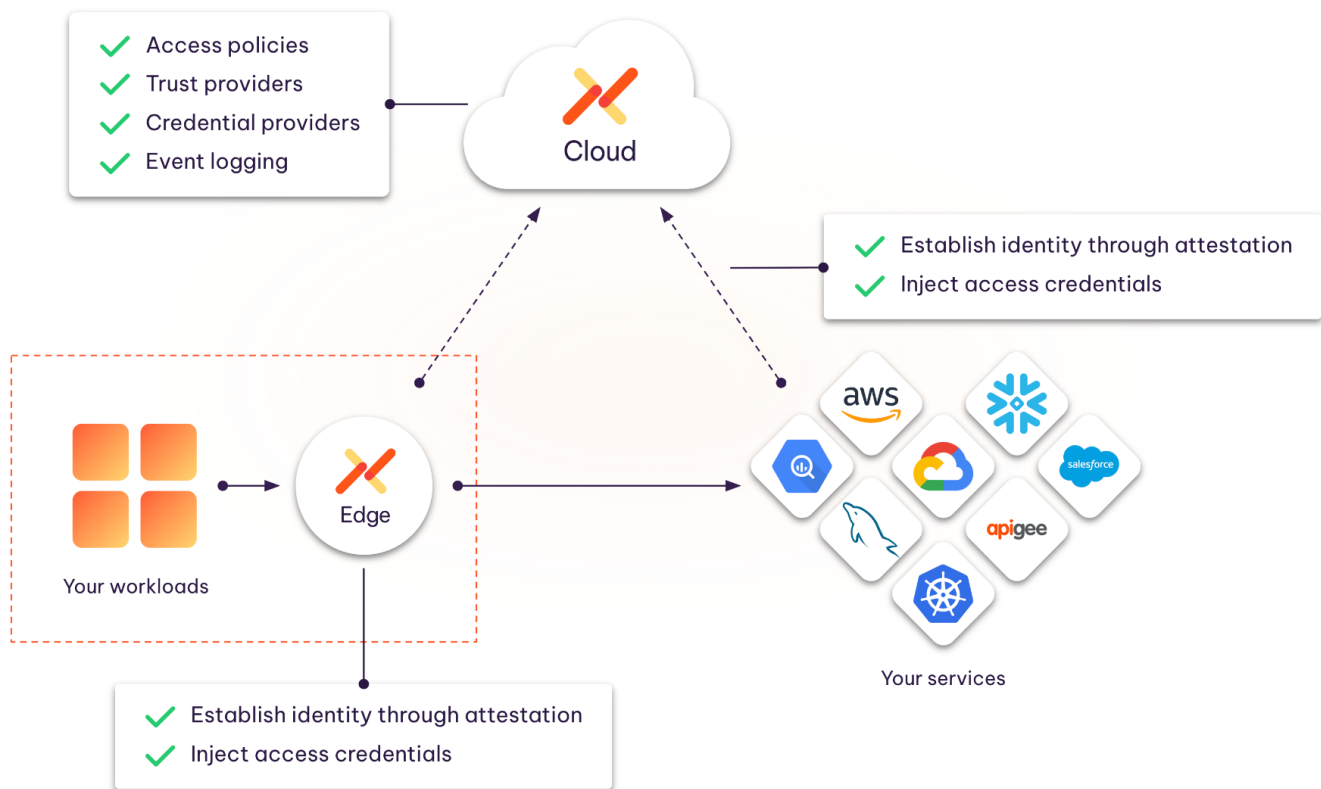 Access policies
Trust providers
Credential providers
Event logging
Cloud
Establish identity through attestation
Inject access credentials
aws
salesforce
apigee
Edge
Your workloads
Your services
Establish identity through attestation
Inject access credentials